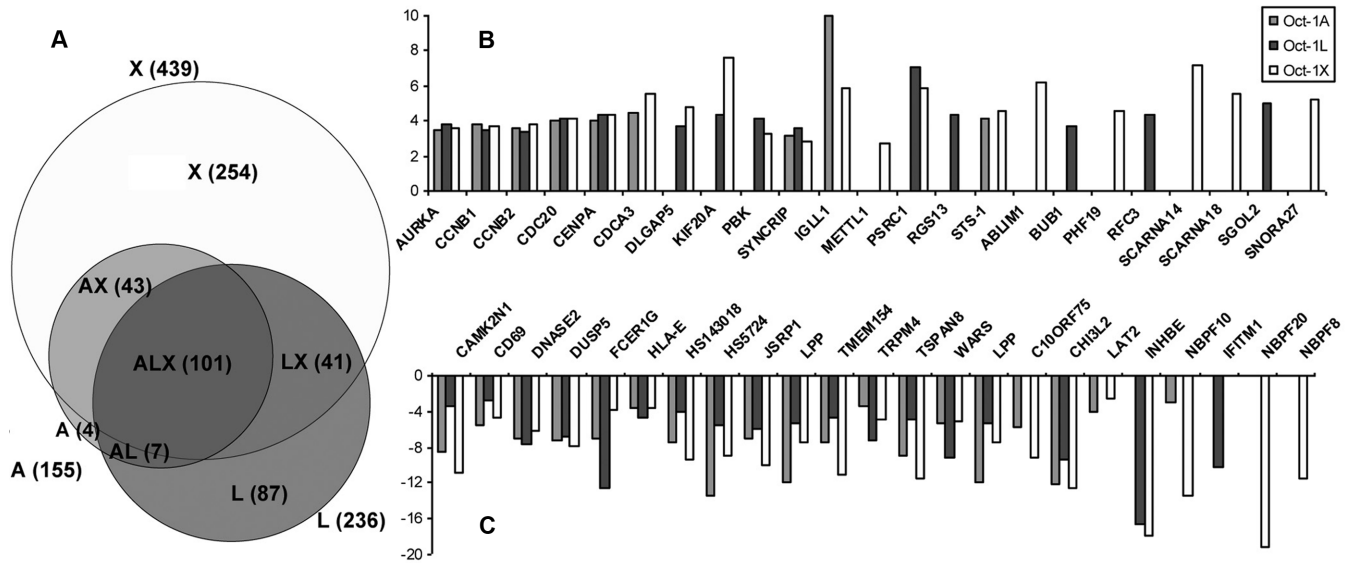 A
X (439)
X (254)
AX (43)
ALX (101)
LX (41)
A (4)
AL (7)
A (155)
L (87)
L (236)
B
Oct-1A
Oct-1L
Oct-1X
10
8
6
4
2
0
AURKA
CCNB1
CCNB2
CDC20
CENPA
CDCA3
DLGAP5
KIF20A
PBK
SYNCRIP
IGLL1
METTL1
PSRC1
RGS13
STS-1
ABLIM1
BUB1
PHF19
RFC3
SCARNA14
SCARNA18
SGOL2
SNORA27
CAMK2N1
CD69
DNASE2
DUSP5
FCER1G
HLA-E
HS143018
HS5724
JSRP1
LPP
TMEM154
TRPM4
TSPAN8
WARS
LPP
C10ORF75
CHI3L2
LAT2
INHBE
NBPF10
IFITM1
NBPF20
NBPF8
0
-4
-8
-12
-16
-20
C